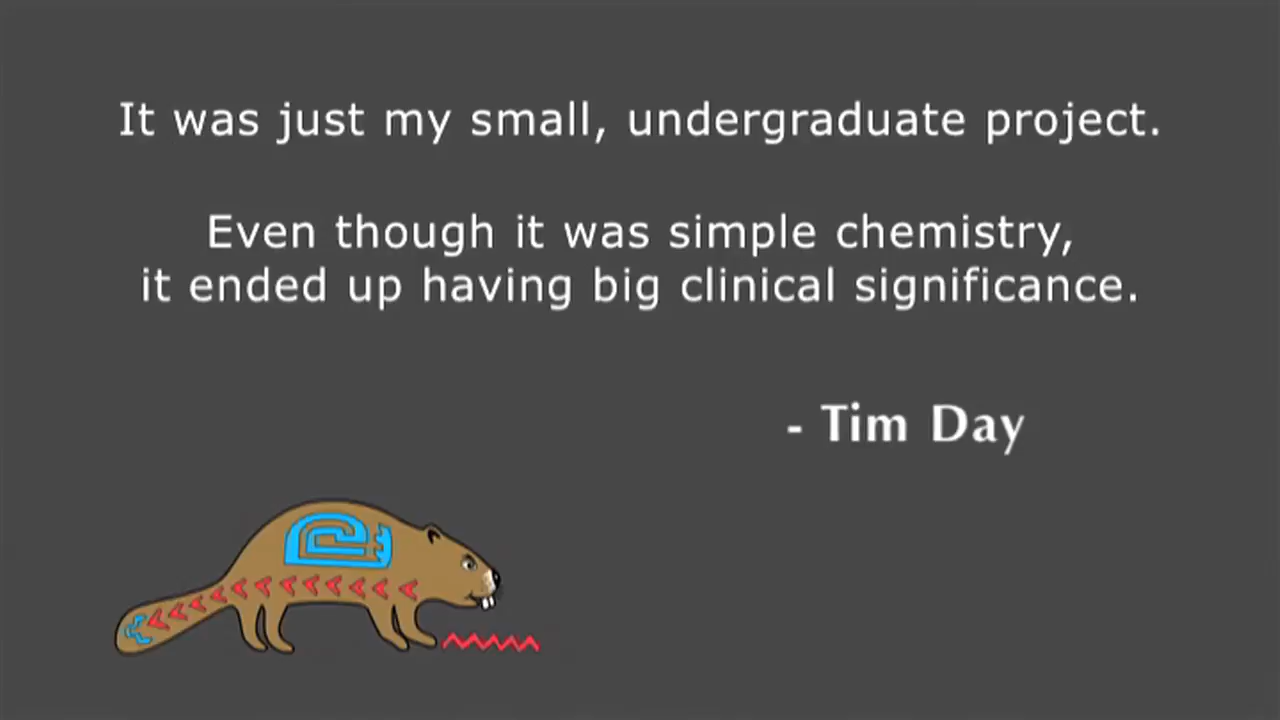 It was just my small, undergraduate project.
Even though it was simple chemistry,
it ended up having big clinical significance.
- Tim Day